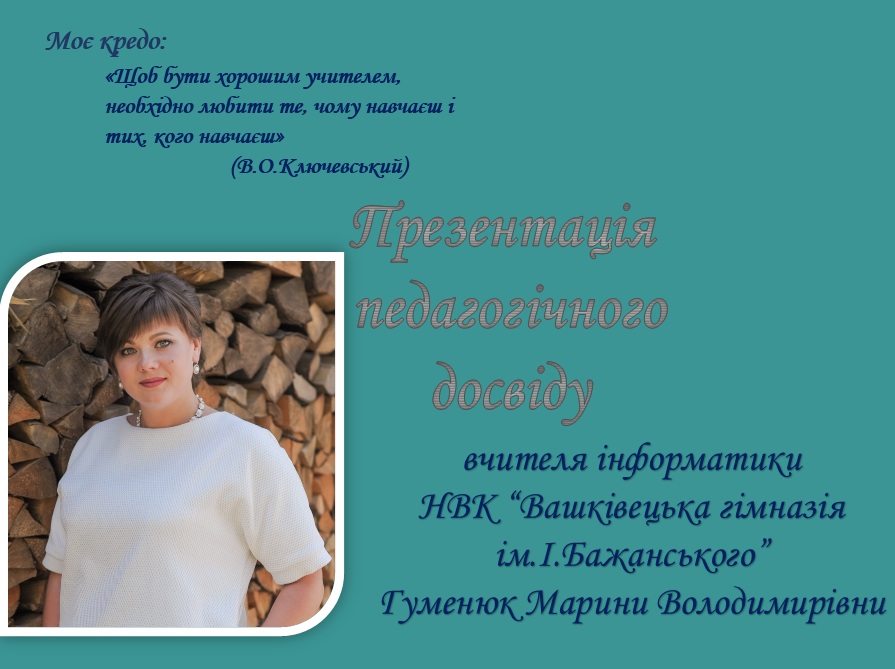 Моє кредо:
«Щоб бути хорошим учителем,
необхідно любити те, чому навчаєш і
тих, кого навчаєш»
(В.О.Ключевський)
Презентація
педагогічного
досвіду
вчителя інформатики
НВК “Вашківецька гімназія
ім.І.Бажанського”
Гуменюк Марини Володимирівни